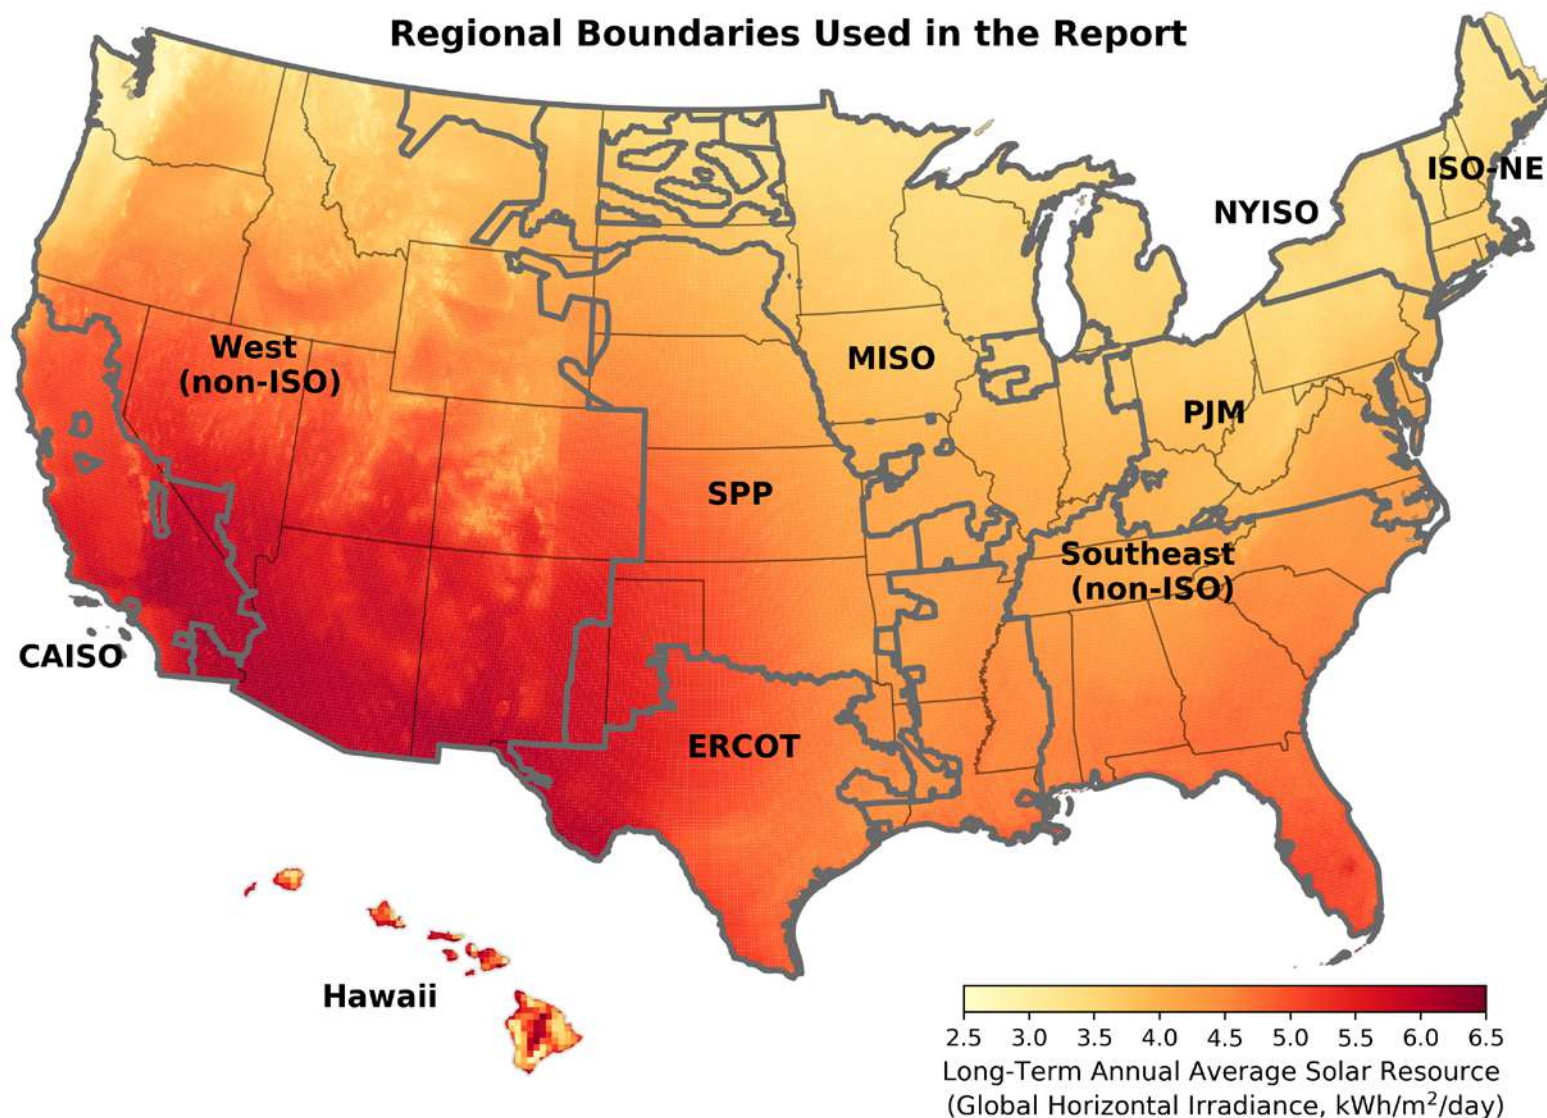 Regional Boundaries Used in the Report
ISO-NE
NYISO
West
(non-ISO)
MISO
PJM
SPP
Southeast
(non-ISO)
CAISO
ERCOT
Hawaii
2.5 3.0 3.5 4.0 4.5 5.0 5.5 6.0 6.5
Long-Term Annual Average Solar Resource
(Global Horizontal Irradiance, kWh/m²/day)